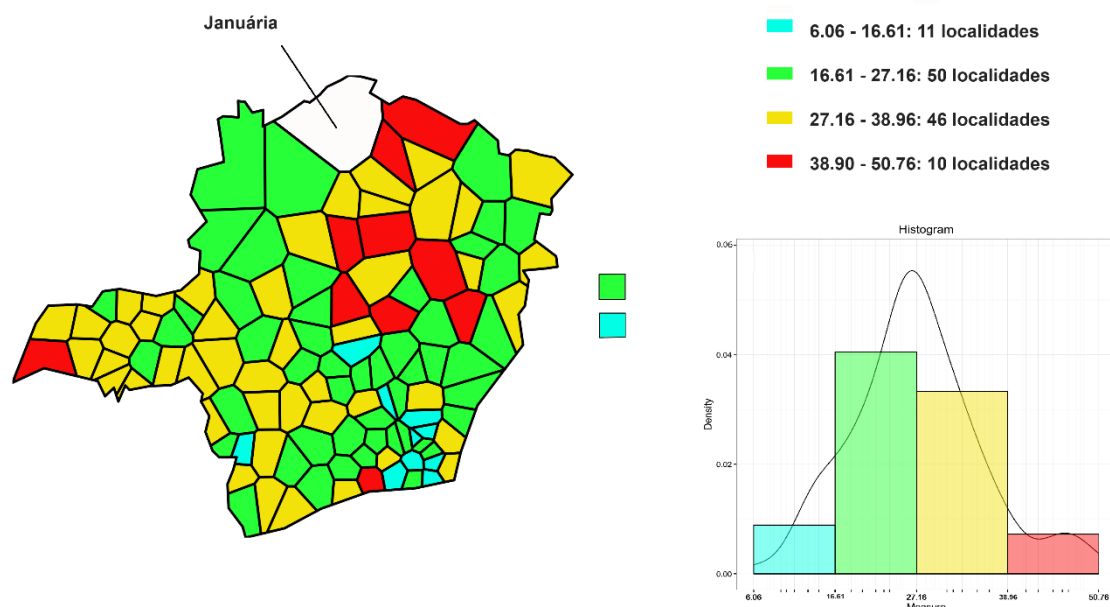 Januária
6.06 - 16.61: 11 localidades
16.61 - 27.16: 50 localidades
27.16 - 38.96: 46 localidades
38.90 - 50.76: 10 localidades
Histogram
0.06
0.04
0.02
0.00
Density
6.06
16.61
27.16
38.96
50.76
Measure